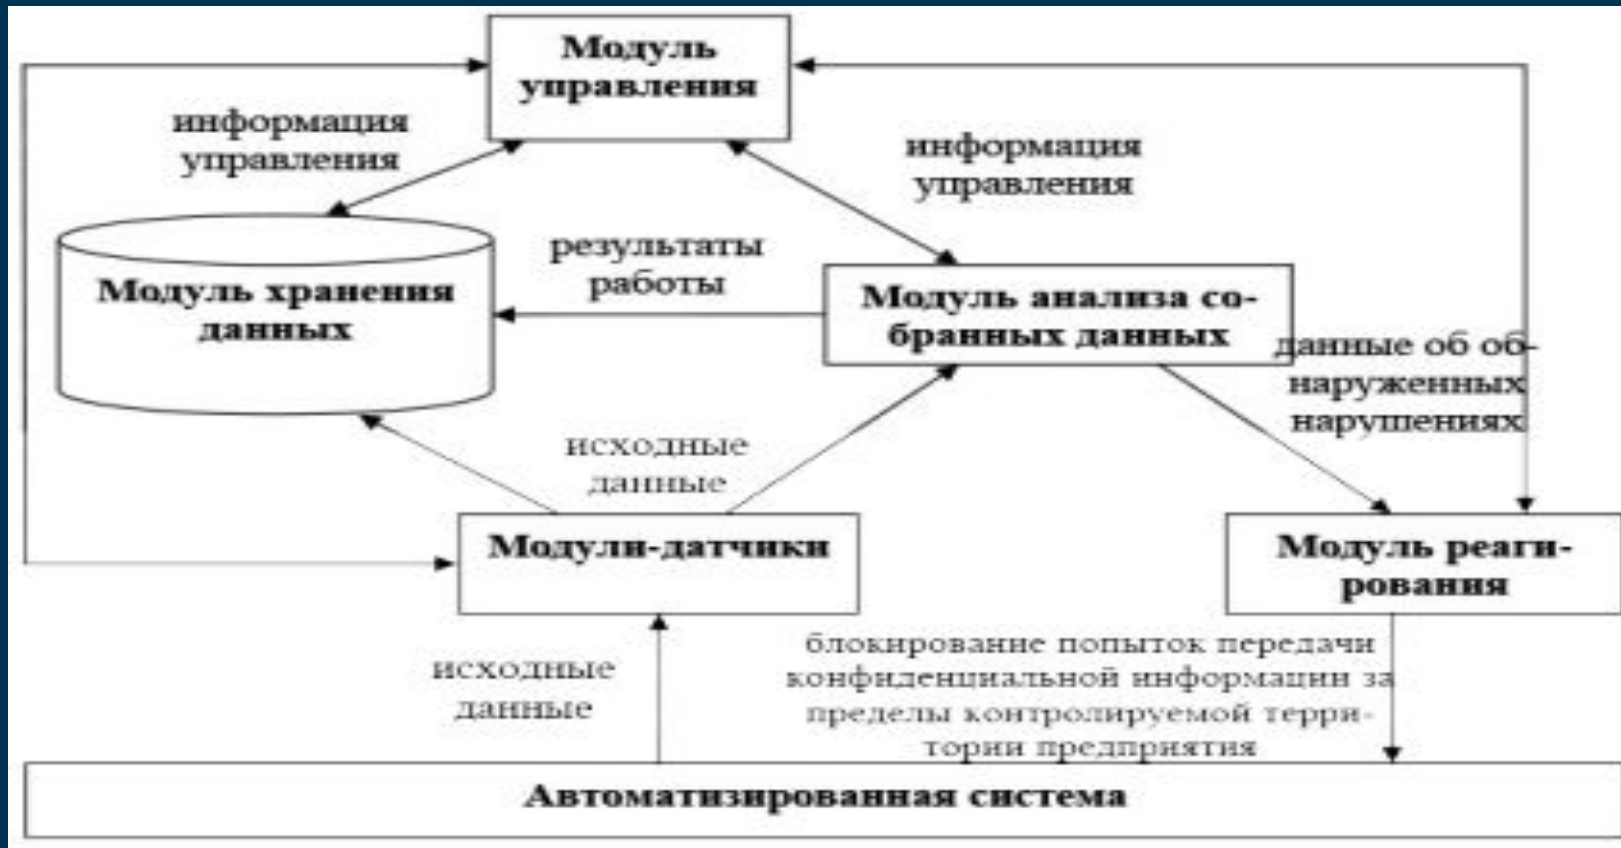 Модуль
управления
информация
управления
информация
управления
результаты
работы
Модуль хранения
данных
Модуль анализа со-
бранных данных
данные об об-
наруженных
нарушениях
исходные
данные
Модули-датчики
Модуль реаги-
рования
исходные
данные
блокирование попыток передачи
конфиденциальной информации за
пределы контролируемой терри-
тории предприятия
Автоматизированная система